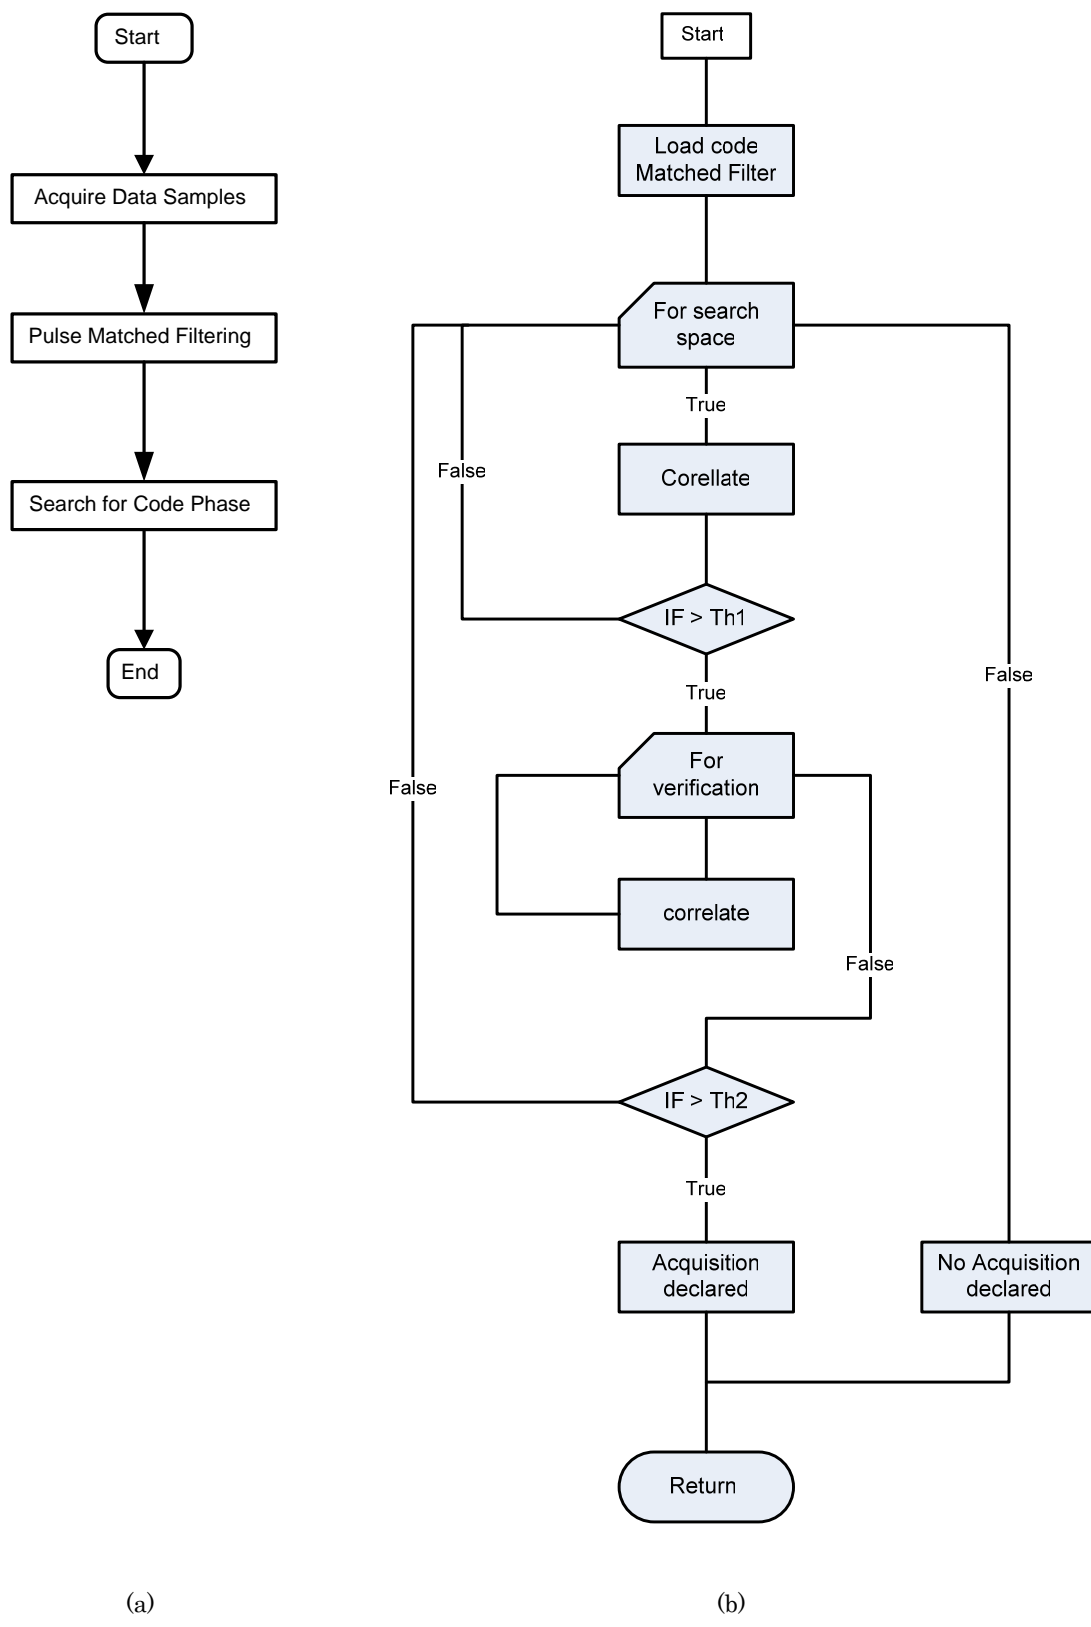 Start
Acquire Data Samples
Pulse Matched Filtering
Search for Code Phase
End
(a)
Start
Load code
Matched Filter
For search
space
True
Corellate
False
IF > Th1
True
False
For
verification
False
correlate
False
IF > Th2
True
Acquisition
declared
No Acquisition
declared
Return
(b)